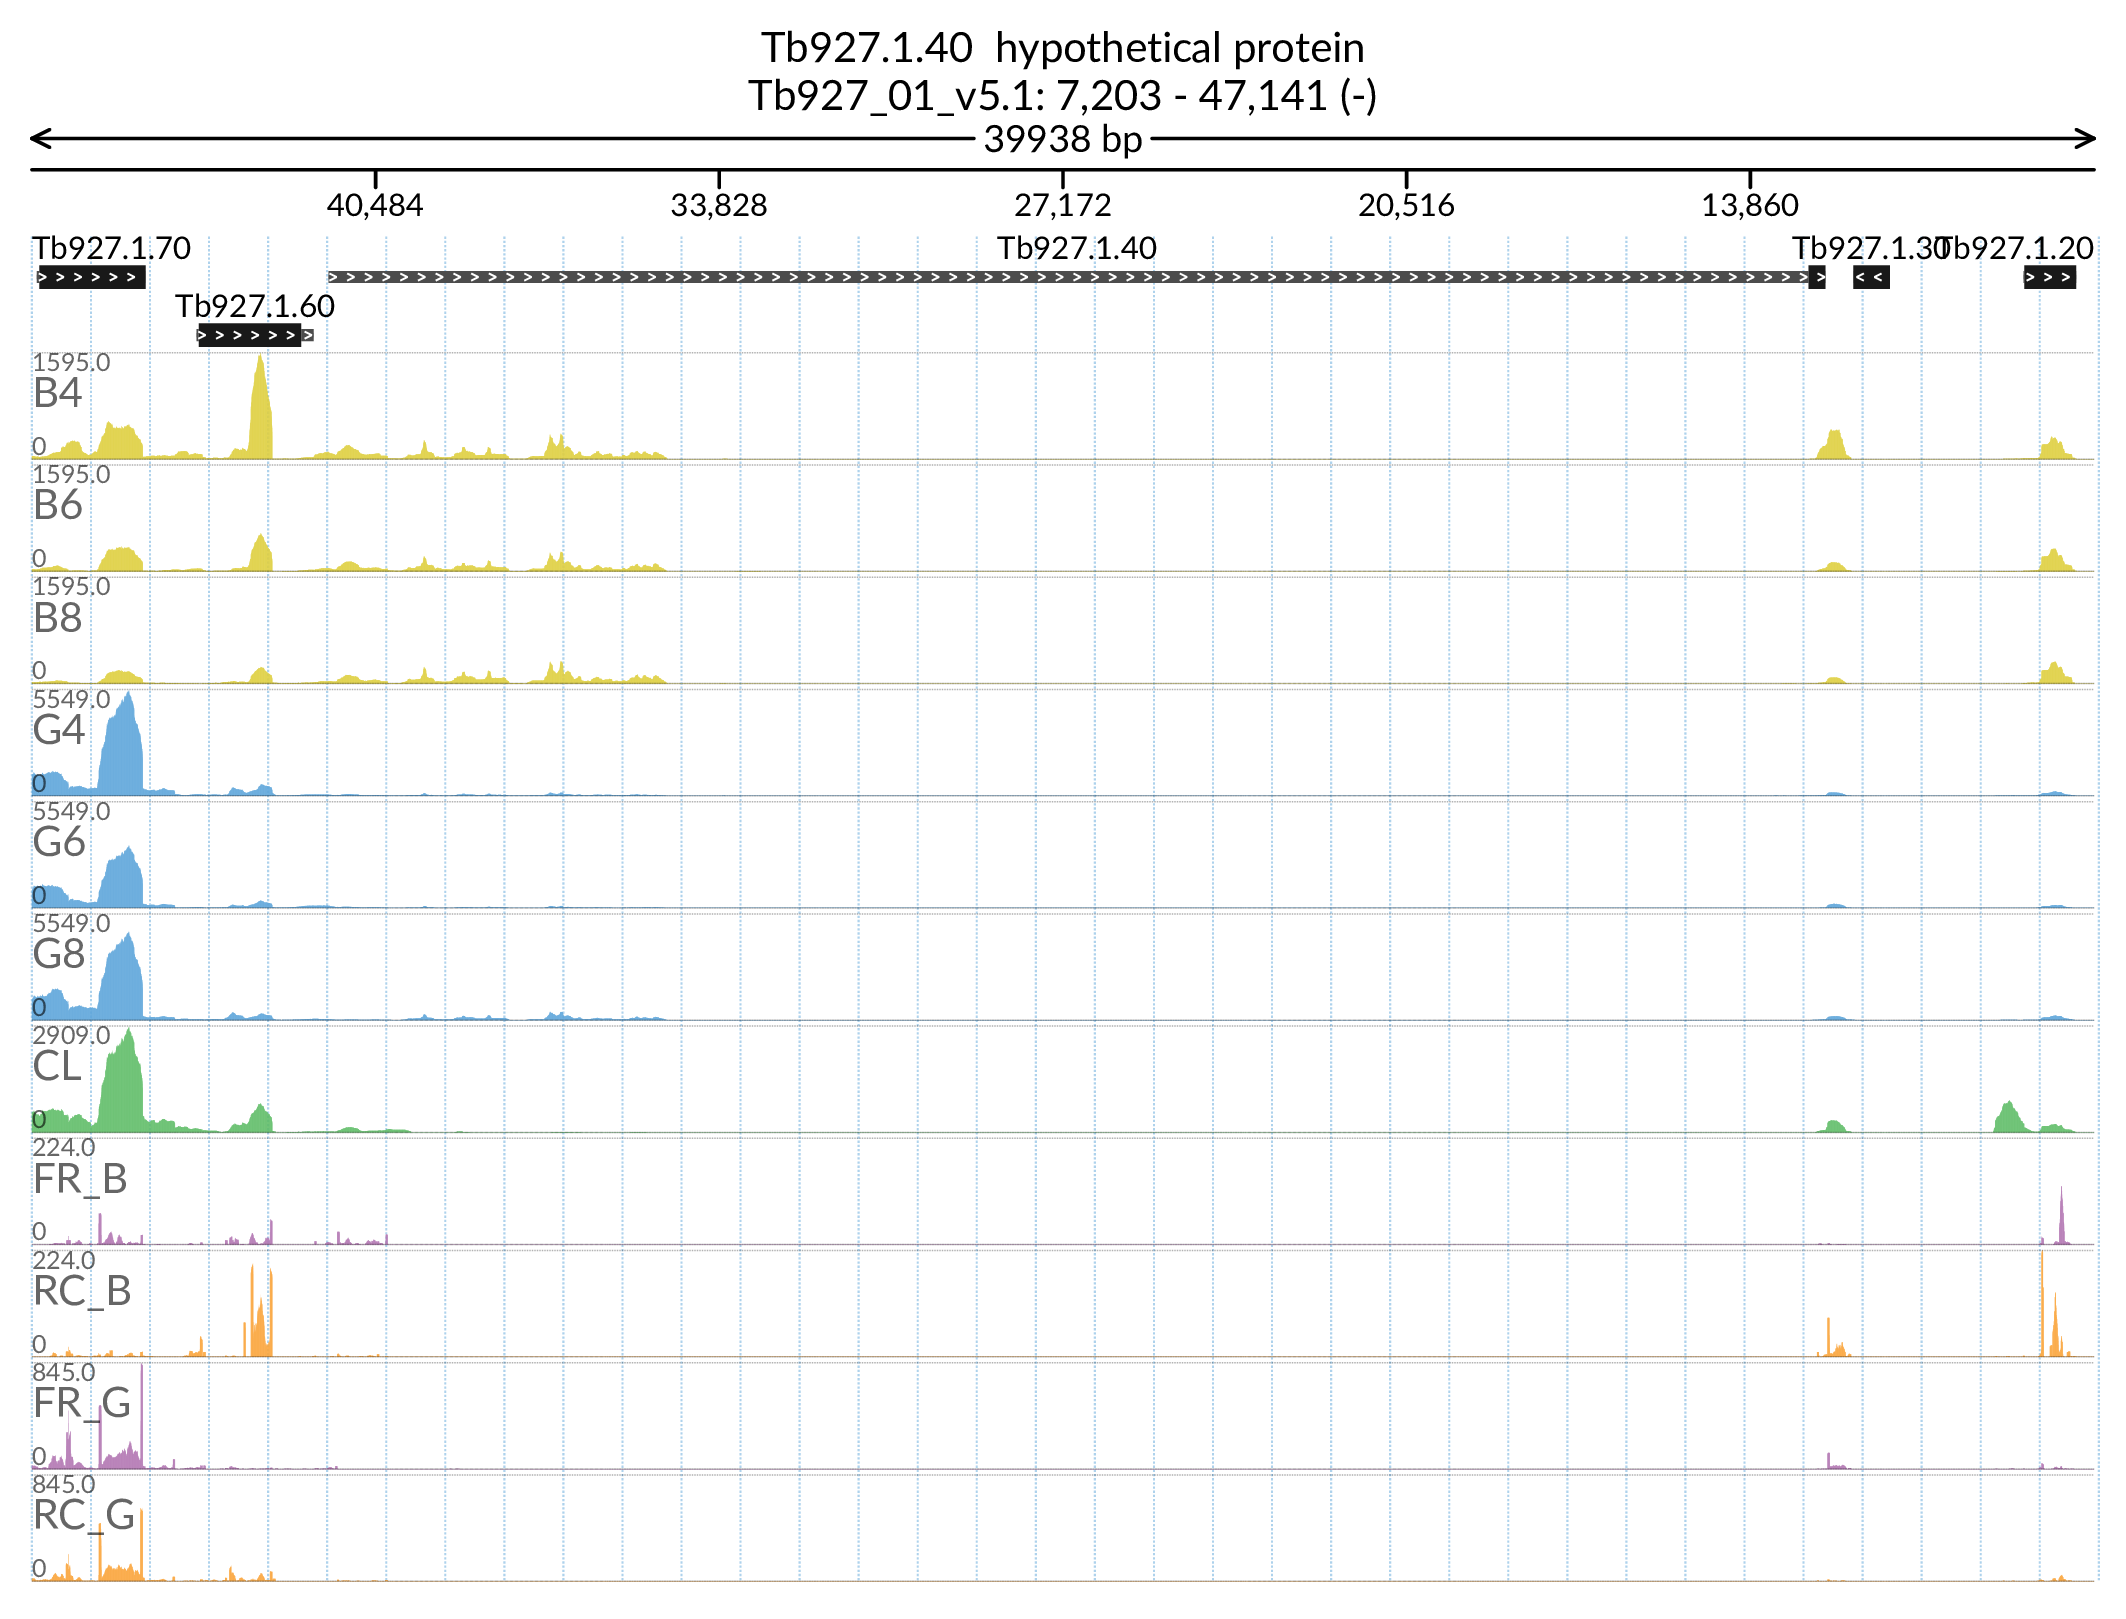 Tb927.1.40  hypothetical protein
Tb927_01_v5.1: 7,203 - 47,141 (-)
39938 bp
40,484 33,828 27,172 20,516 13,860
Tb927.1.70 Tb927.1.40 Tb927.1.30 Tb927.1.20
Tb927.1.60
1595.0
B4
0
1595.0
B6
0
1595.0
B8
0
5549.0
G4
0
5549.0
G6
0
5549.0
G8
0
2909.0
CL
0
224.0
FR_B
0
224.0
RC_B
0
845.0
FR_G
0
845.0
RC_G
0